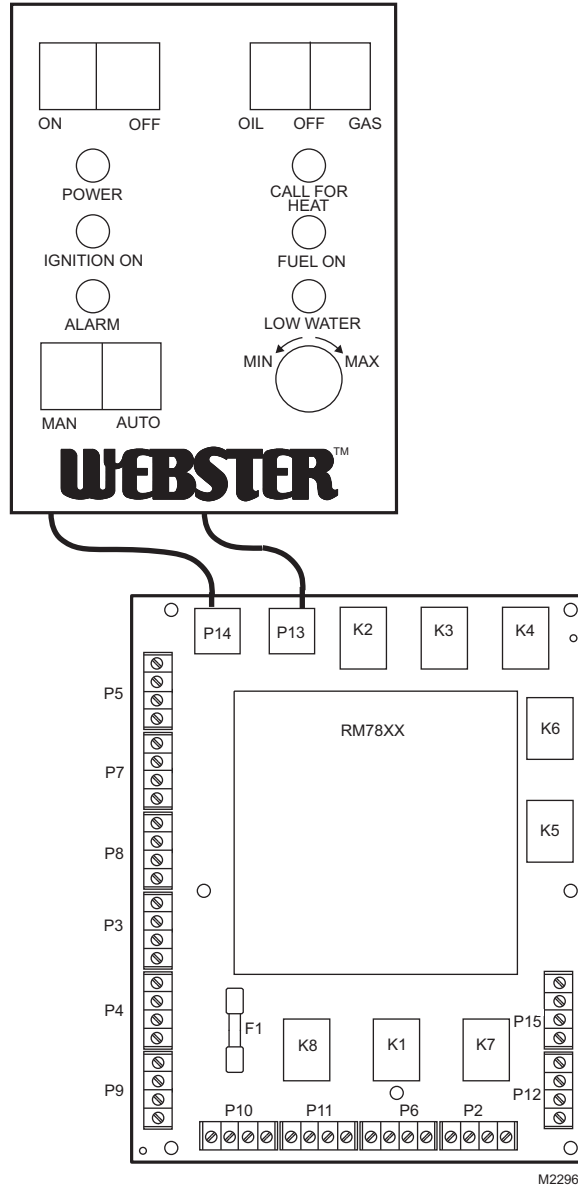 ON OFF
OIL OFF GAS
POWER
CALL FOR
HEAT
IGNITION ON
FUEL ON
ALARM
LOW WATER
MIN MAX
MAN AUTO
WEBSTER™
P14 P13 K2 K3 K4
P5
RM78XX
K6
P7
K5
P8
P3
P4
F1
K8 K1 K7
P15
P9
P12
P10 P11 P6 P2
M2296